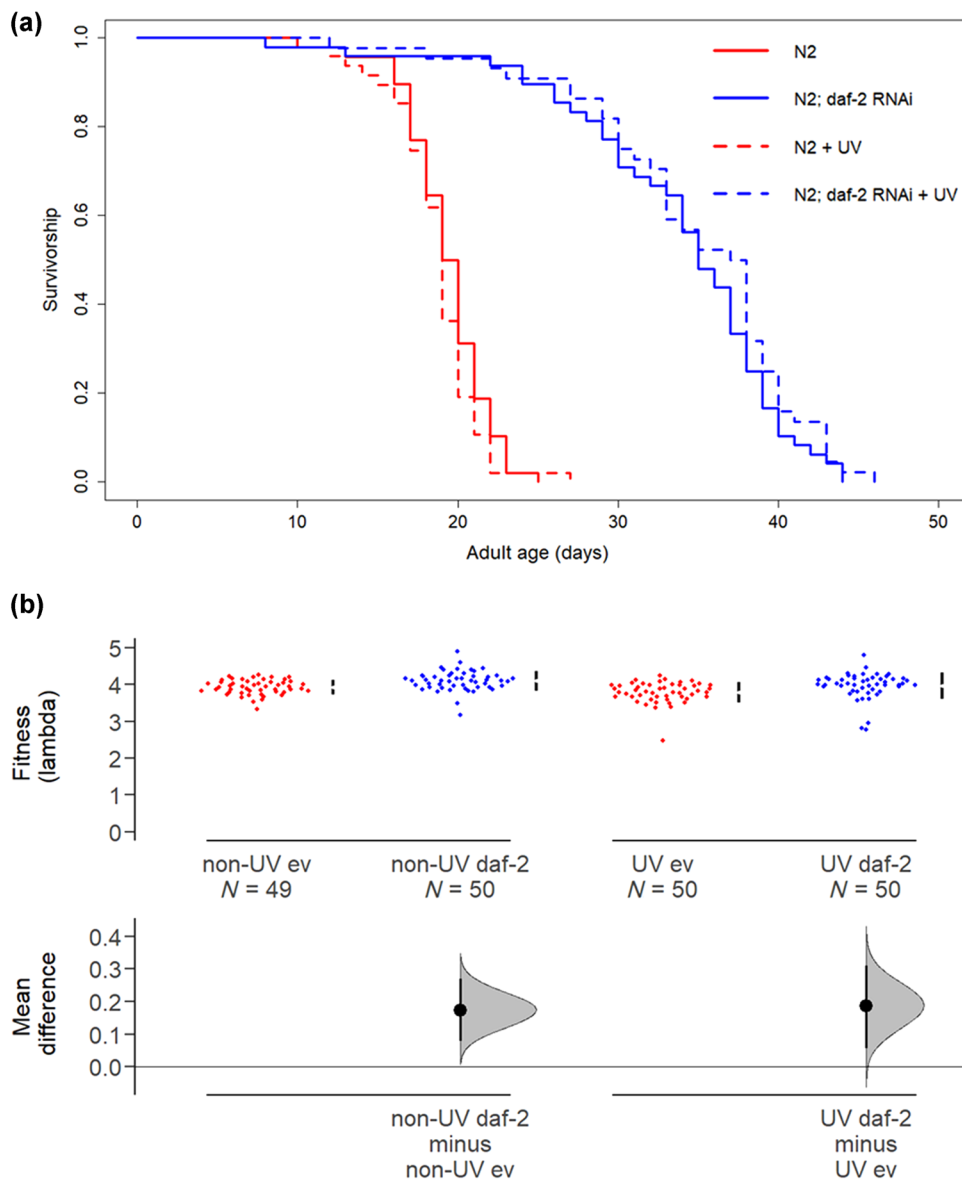 (a)
1.0
0.8
0.6
0.4
0.2
0.0
Survivorship
N2
N2; daf-2 RNAi
N2 + UV
N2; daf-2 RNAi + UV
0 10 20 30 40 50
Adult age (days)
(b)
5
4
3
2
1
0
Fitness
(lambda)
non-UV ev
N = 49
non-UV daf-2
N = 50
UV ev
N = 50
UV daf-2
N = 50
0.4
0.3
0.2
0.1
0.0
Mean
difference
non-UV daf-2
minus
non-UV ev
UV daf-2
minus
UV ev